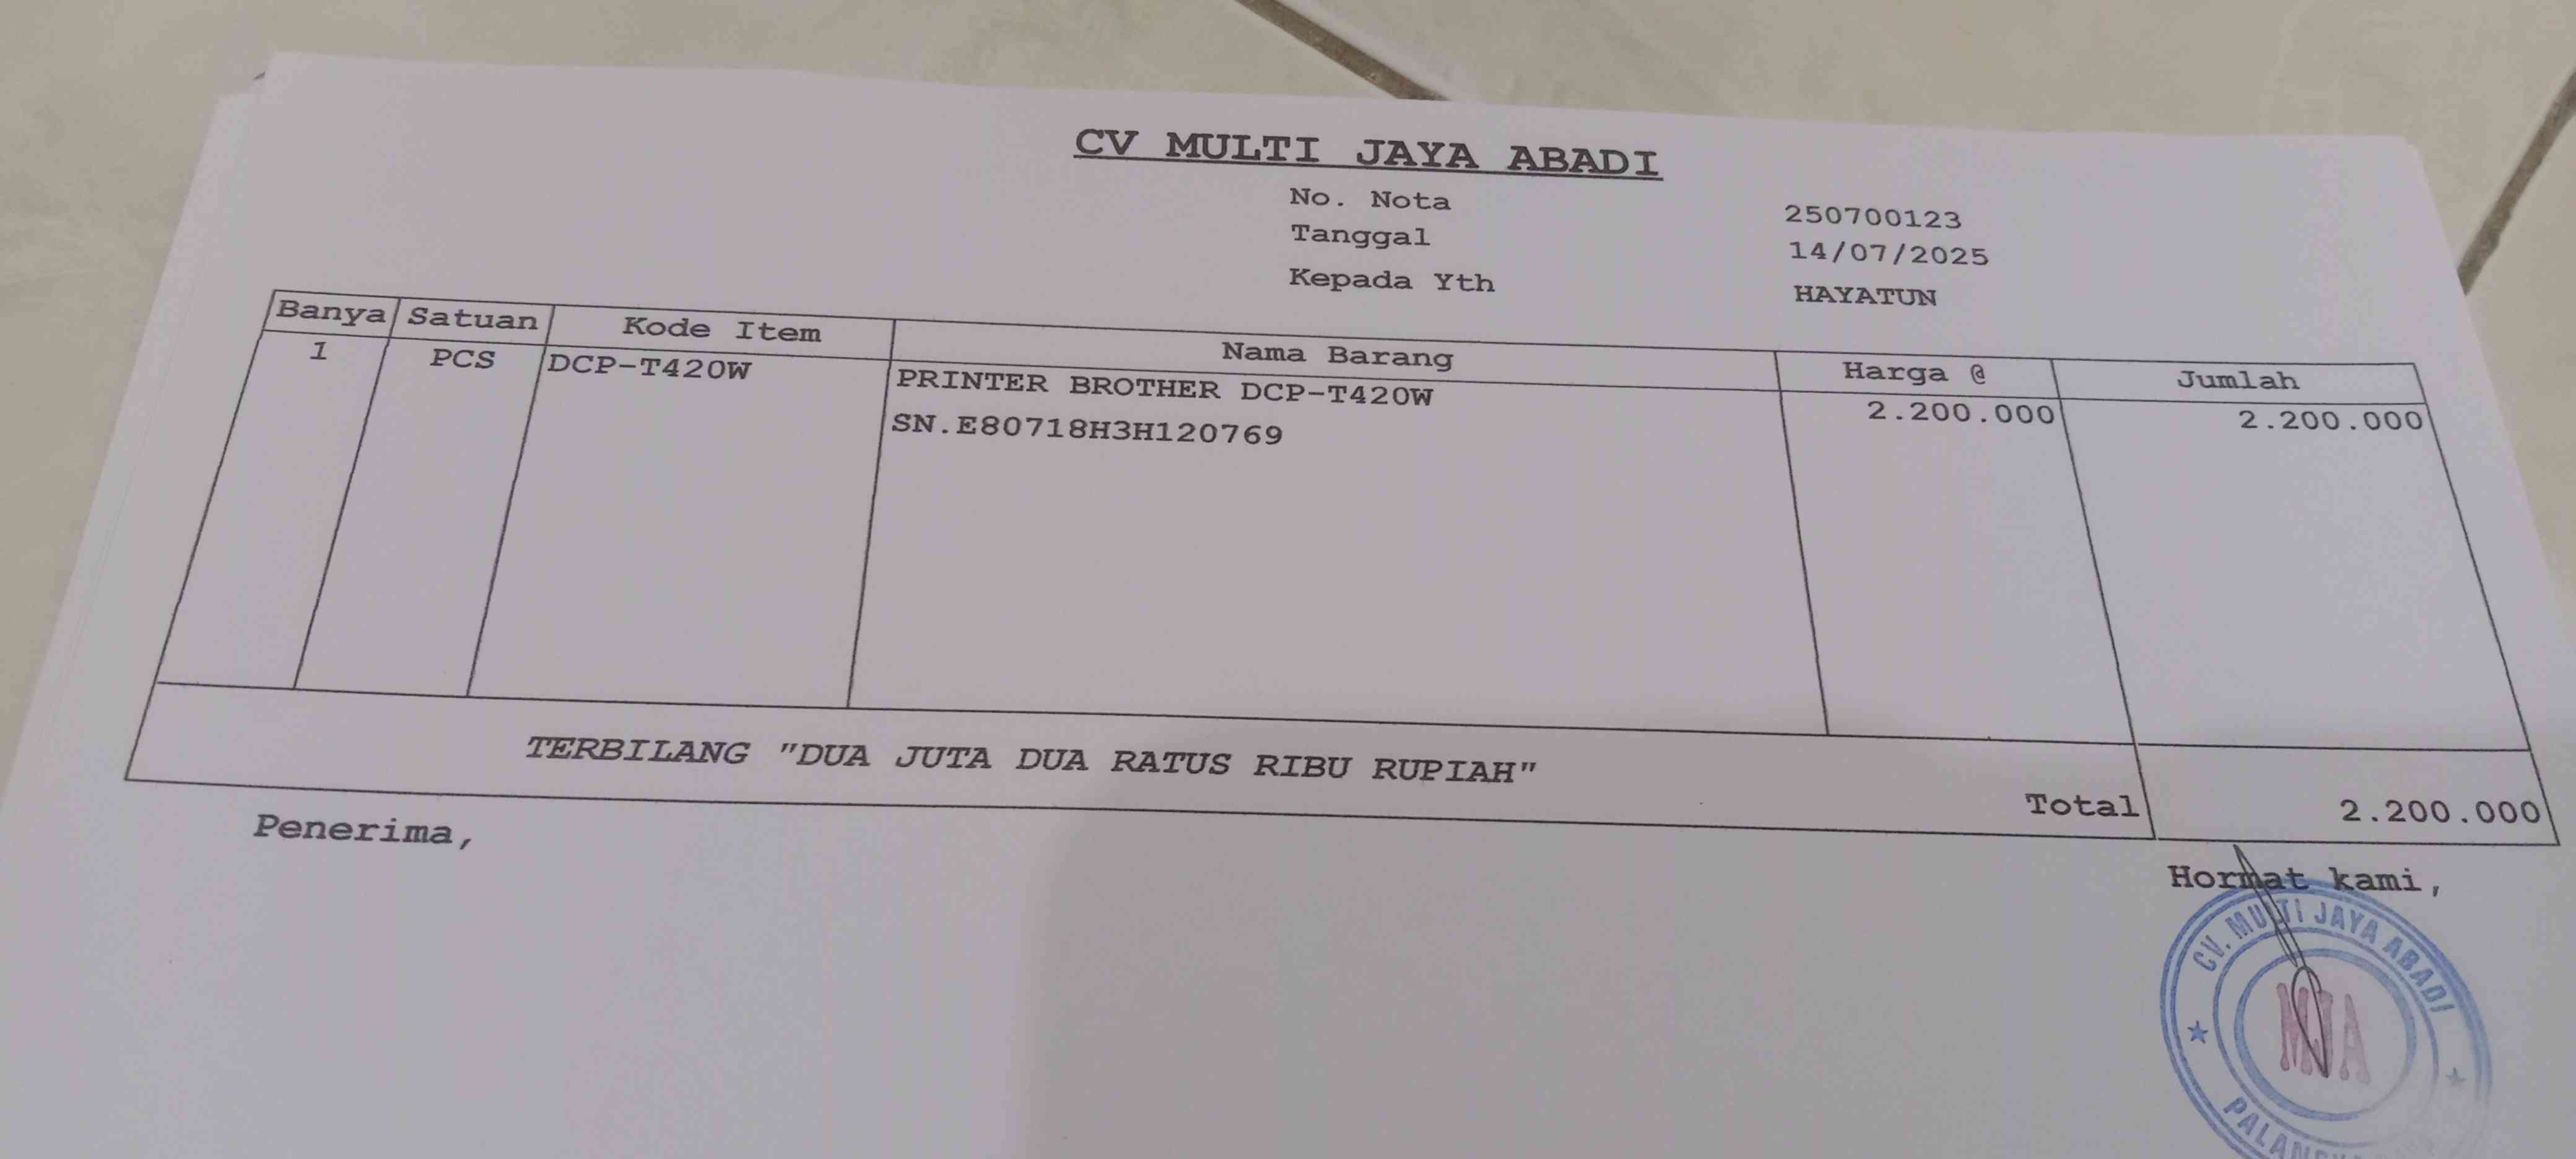 CV MULTI JAYA ABADI
No. Nota 250700123
Tanggal 14/07/2025
Kepada Yth HAYATUN
Banya Satuan Kode Item Nama Barang Harga @ Jumlah
1 PCS DCP-T420W PRINTER BROTHER DCP-T420W 2.200.000 2.200.000
SN.E80718H3H120769
TERBILANG "DUA JUTA DUA RATUS RIBU RUPIAH"
Total 2.200.000
Penerima,
Hormat kami,
CV. MULTI JAYA ABADI
MJA